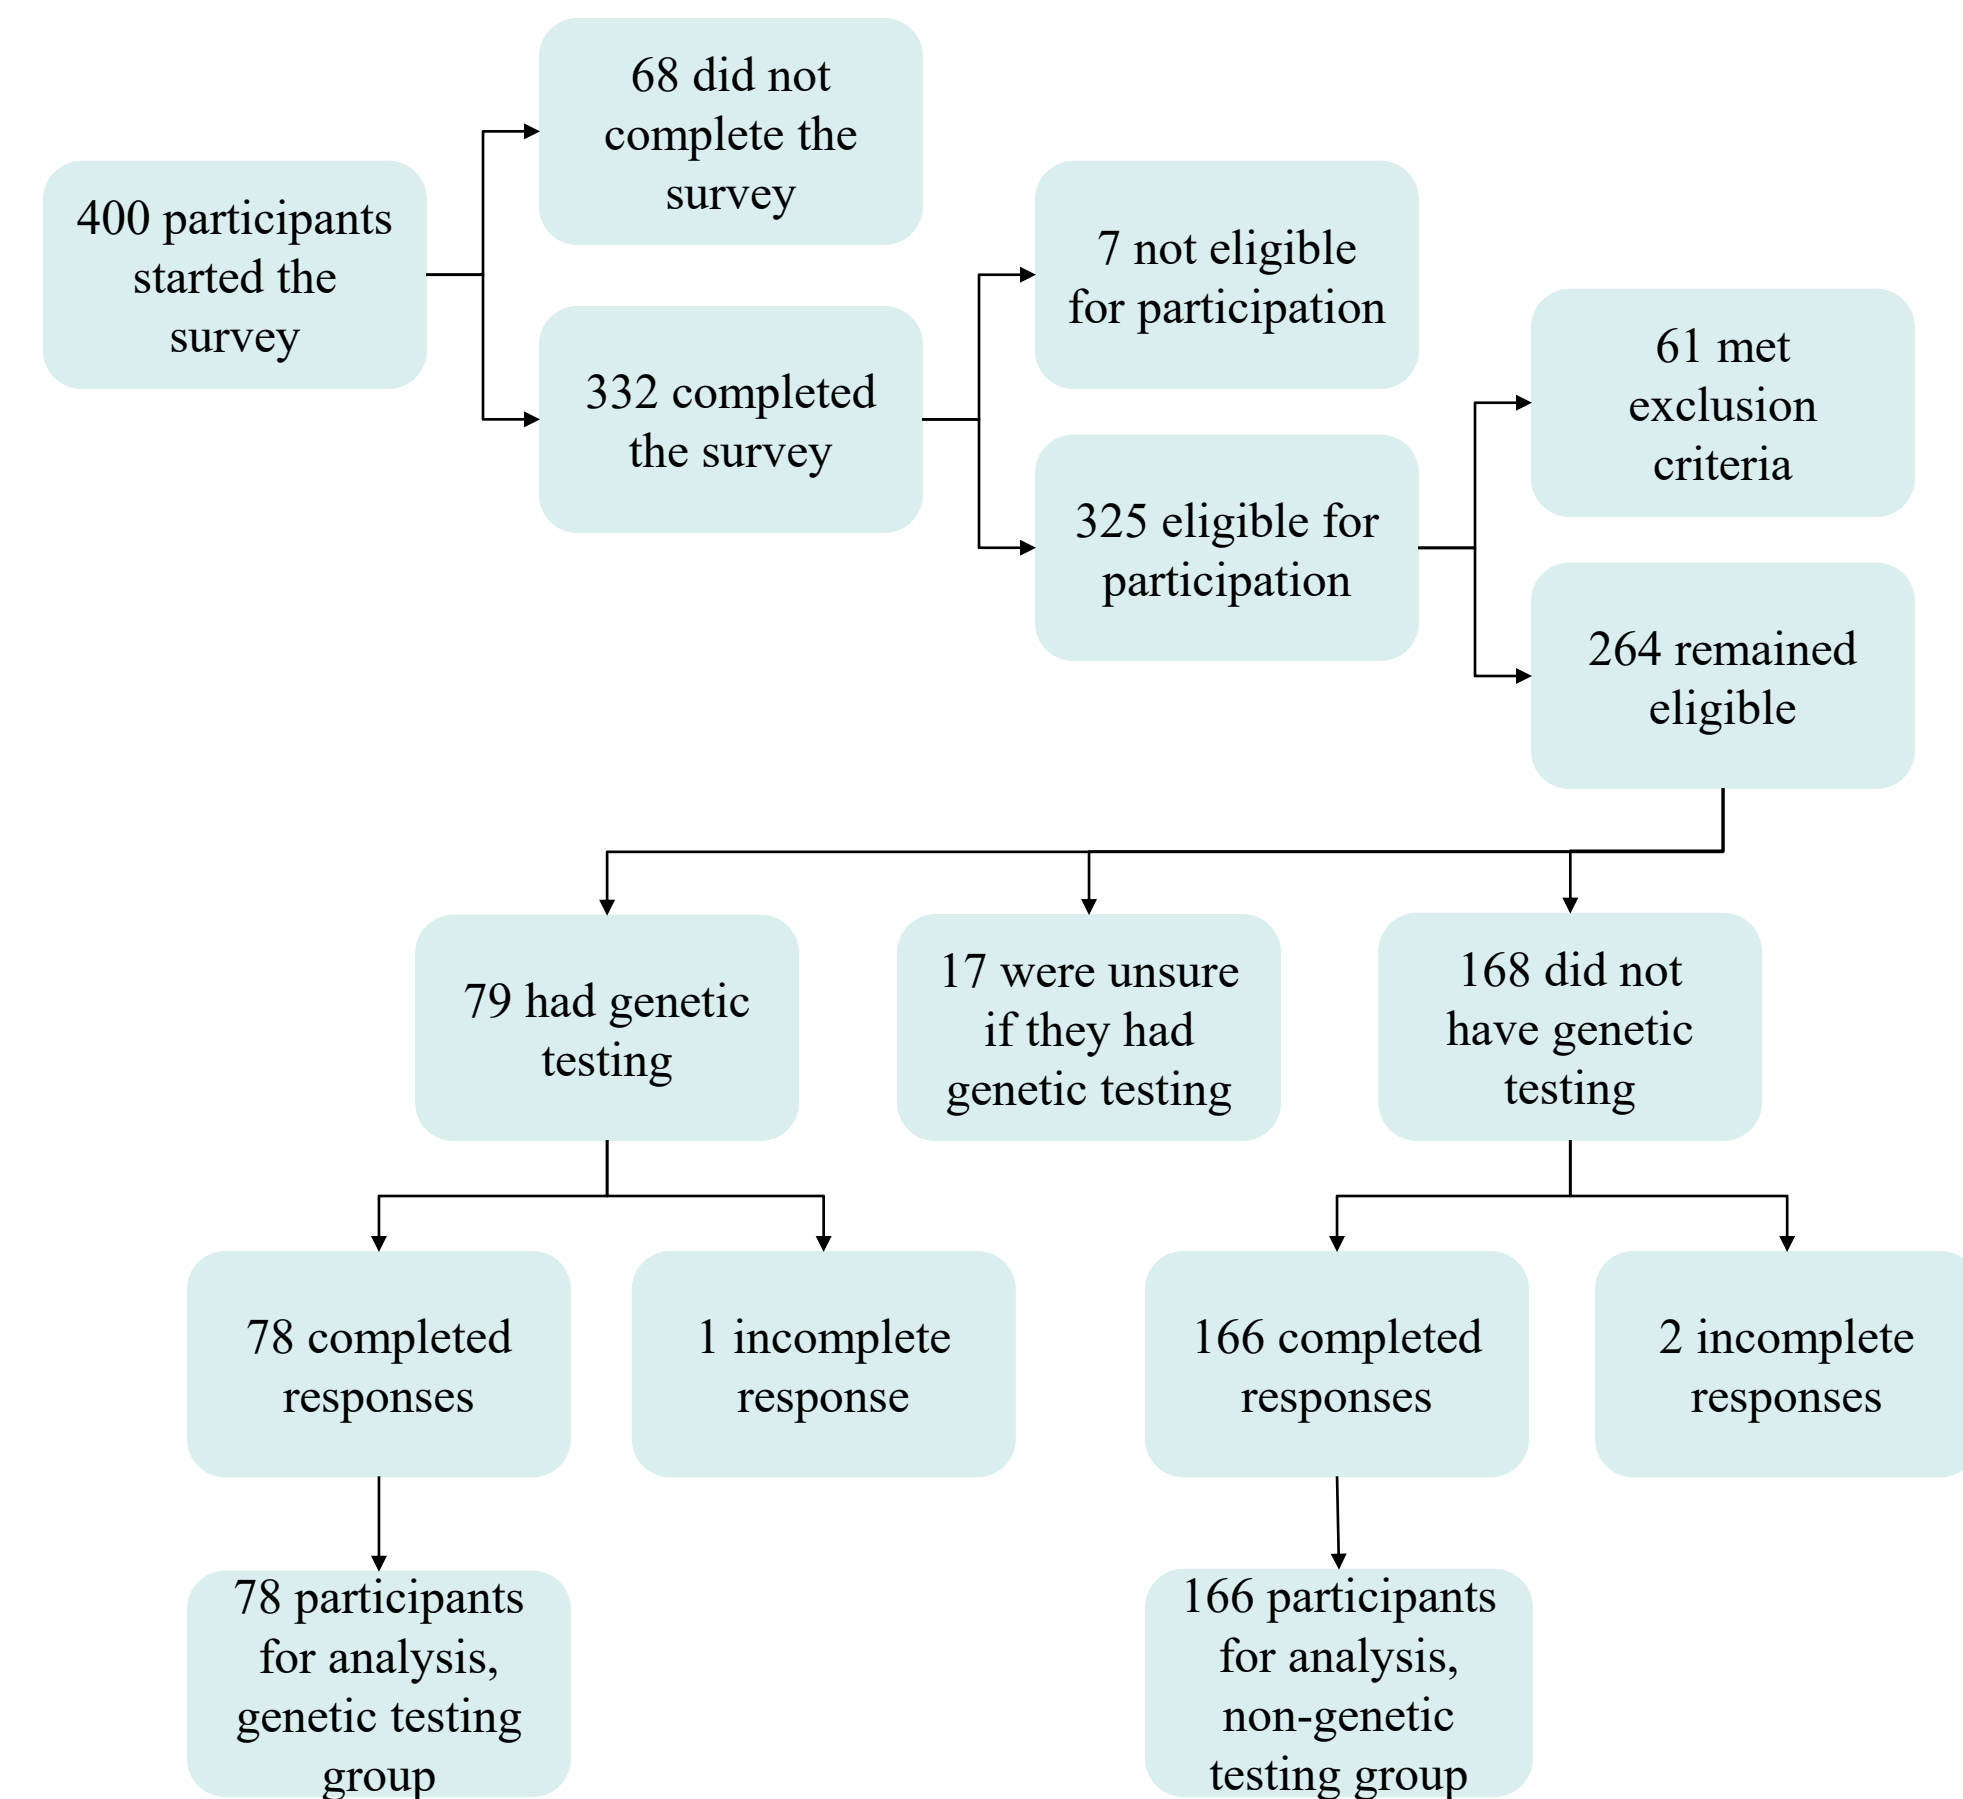 400 participants
started the
survey
68 did not
complete the
survey
332 completed
the survey
7 not eligible
for participation
325 eligible for
participation
61 met
exclusion
criteria
264 remained
eligible
79 had genetic
testing
17 were unsure
if they had
genetic testing
168 did not
have genetic
testing
78 completed
responses
1 incomplete
response
166 completed
responses
2 incomplete
responses
78 participants
for analysis,
genetic testing
group
166 participants
for analysis,
non-genetic
testing group